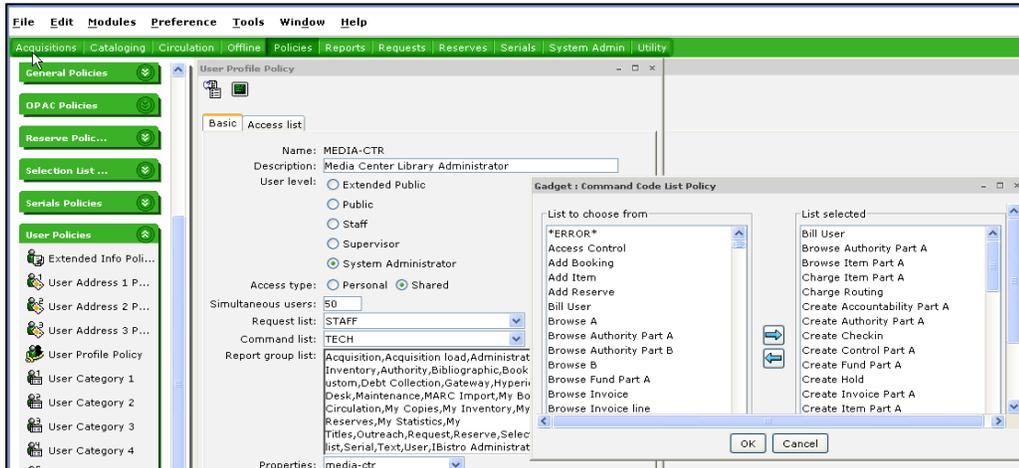 File Edit Modules Preference Tools Window Help
Acquisitions Cataloging Circulation Offline Policies Reports Requests Reserves Serials System Admin Utility
General Policies
OPAC Policies
Reserve Polic...
Selection List ...
Serials Policies
User Policies
Extended Info Poli...
User Address 1 P...
User Address 2 P...
User Address 3 P...
User Profile Policy
User Category 1
User Category 2
User Category 3
User Category 4
User Profile Policy
Basic Access list
Name: MEDIA-CTR
Description: Media Center Library Administrator
User level: Extended Public
Public
Staff
Supervisor
System Administrator
Access type: Personal Shared
Simultaneous users: 50
Request list: STAFF
Command list: TECH
Report group list: Acquisition,Acquisition load,Administrat
Inventory,Authority,Bibliographic,Book
ustom,Debt Collection,Gateway,Hyperi
Desk,Maintenance,MARC Import,My Bo
Circulation,My Copies,My Inventory,My
Reserves,My Statistics,My
Titles,Outreach,Request,Reserve,Selec
list,Serial,Text,User,IBistro Administrat
Properties: media-ctr
Gadget : Command Code List Policy
List to choose from
*ERROR*
Access Control
Add Booking
Add Item
Add Reserve
Bill User
Browse A
Browse Authority Part A
Browse Authority Part B
Browse B
Browse Fund Part A
Browse Invoice
Browse Invoice line
List selected
Bill User
Browse Authority Part A
Browse Item Part A
Charge Item Part A
Charge Routing
Create Accountability Part A
Create Authority Part A
Create Checkin
Create Control Part A
Create Fund Part A
Create Hold
Create Invoice Part A
Create Item Part A
OK Cancel